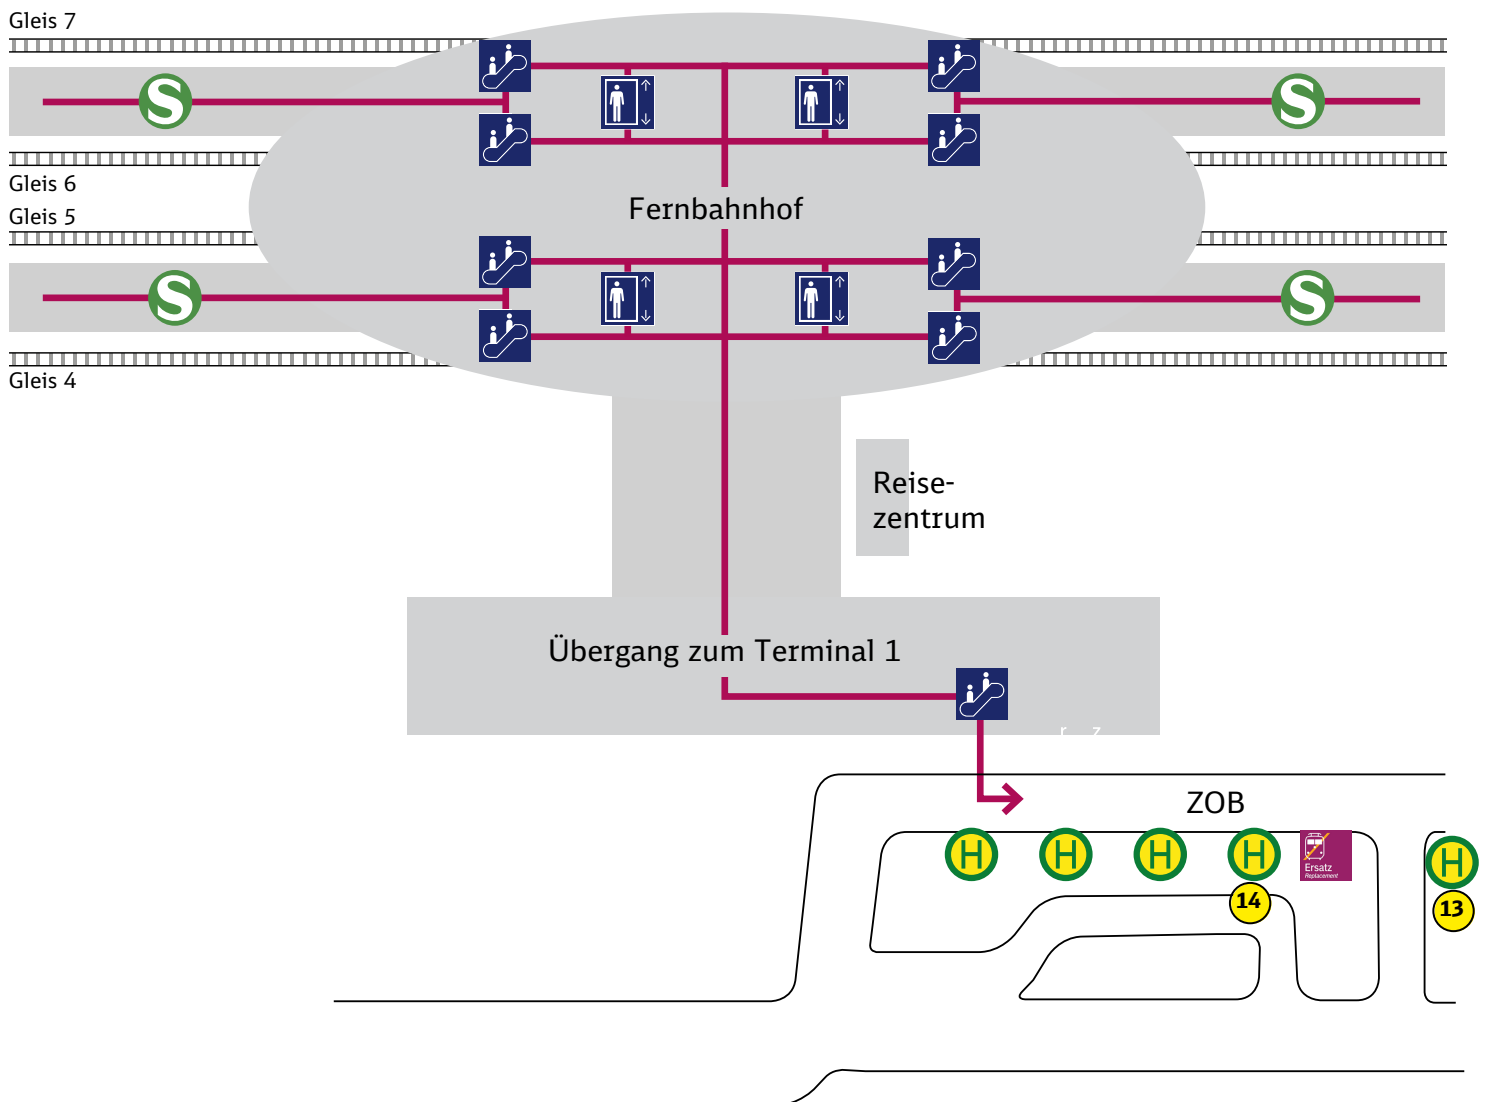 Gleis 7
S
S
Gleis 6
Fernbahnhof
Gleis 5
S
S
Gleis 4
Reise-
zentrum
Übergang zum Terminal 1
r z
ZOB
H H H H H
Ersatz
Replacement
14
13